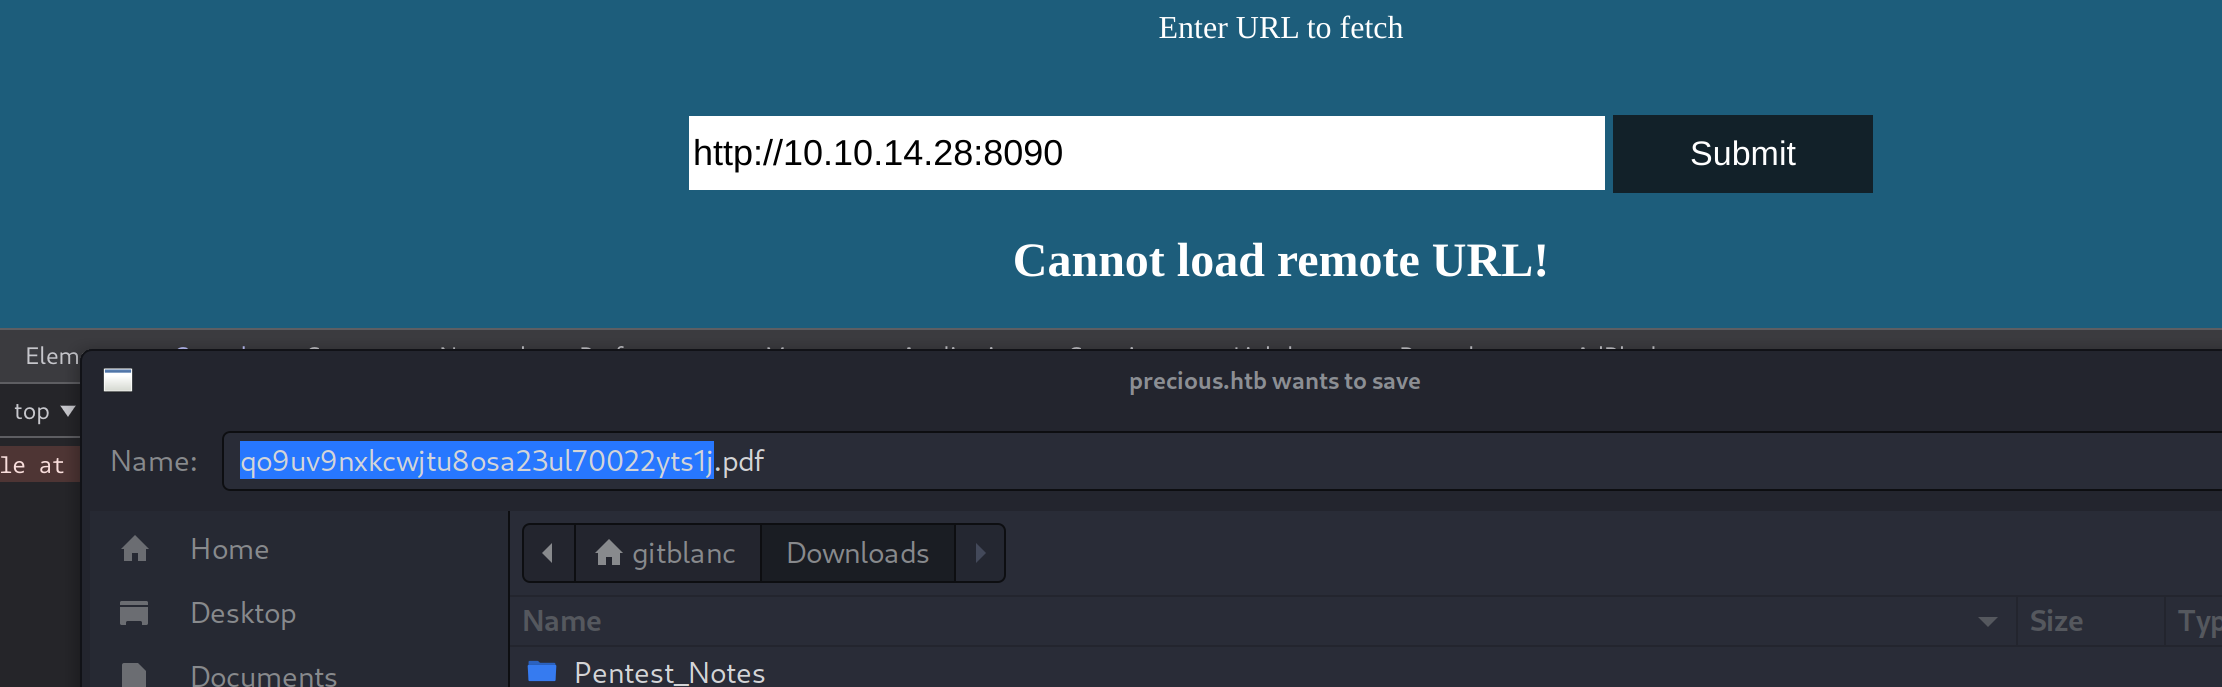 Enter URL to fetch
http://10.10.14.28:8090 Submit
Cannot load remote URL!
Elem
precious.htb wants to save
top
Name: qo9uv9nxkcwjtu8osa23ul70022yts1j.pdf
le at
Home
gitblanc Downloads
Desktop
Name Size Typ
Documents
Pentest_Notes